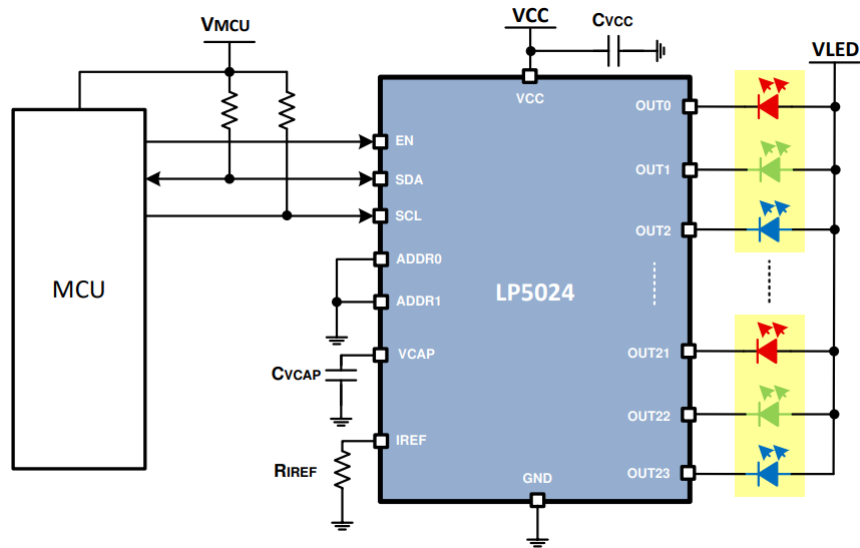 VMCU
VCC
CVCC
VLED
VCC
OUT0
EN
OUT1
SDA
SCL
OUT2
ADDR0
MCU
LP5024
ADDR1
VCAP
OUT21
CVCAP
OUT22
IREF
RIREF
GND
OUT23